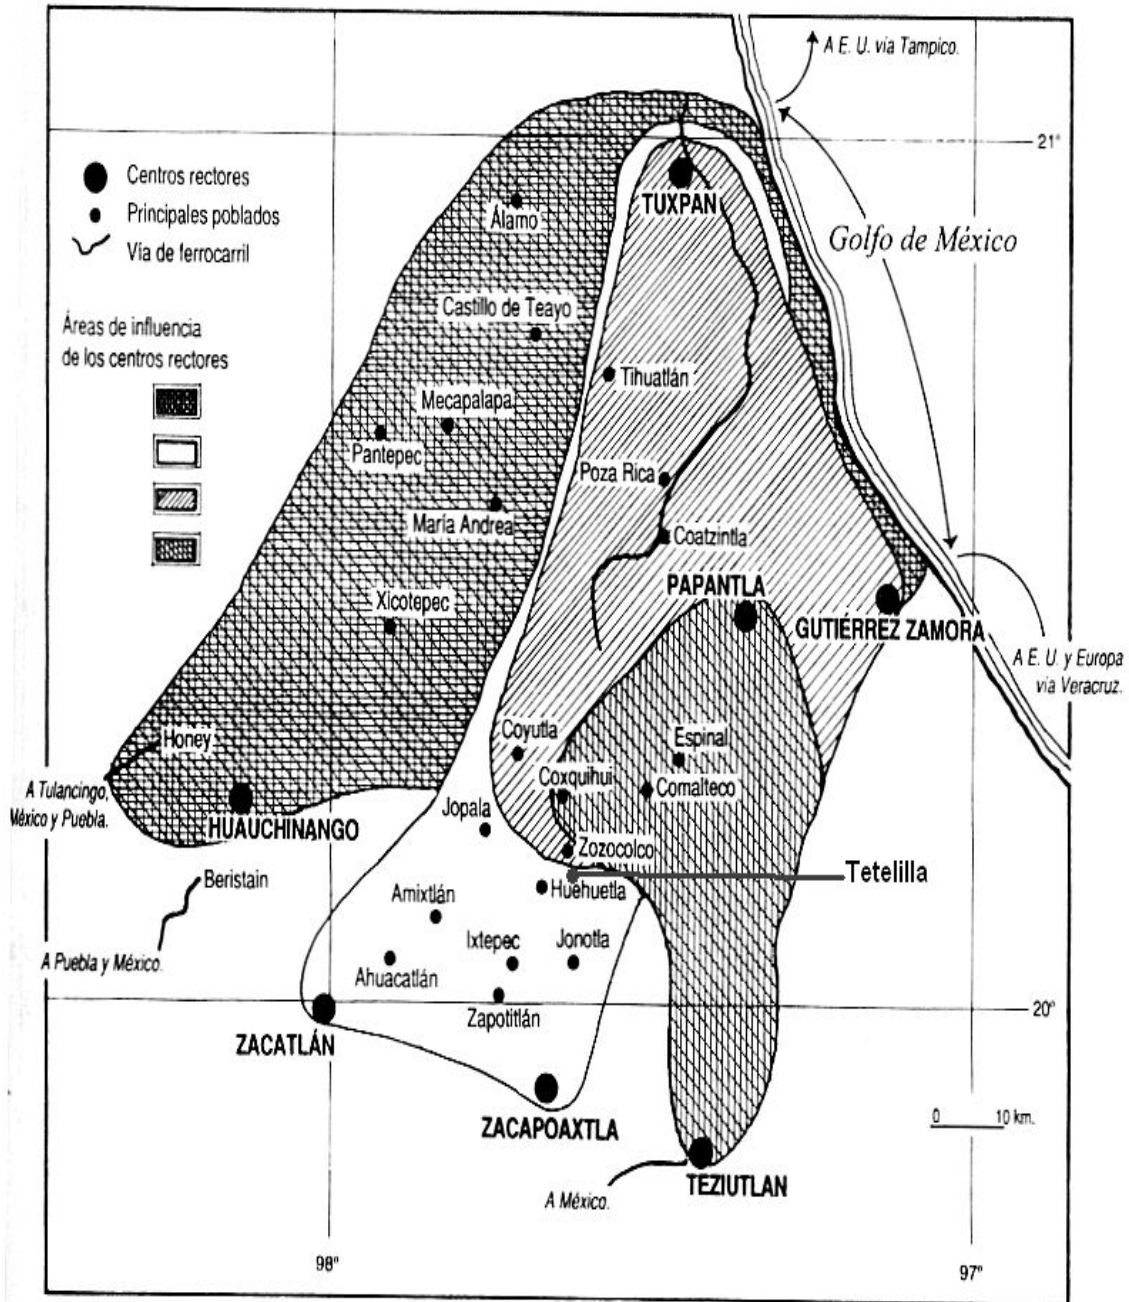 A E. U. vía Tampico.
21°
Centros rectores
Principales poblados
Vía de ferrocarril
Álamo
TUXPAN
Golfo de México
Áreas de influencia
de los centros rectores
Castillo de Teayo
Tihuatlán
Mecapalapa
Pantepec
Poza Rica
María Andrea
Coatzintla
PAPANTLA
Xicotepec
GUTIÉRREZ ZAMORA
A E. U. y Europa
vía Veracruz.
Honey
Coyutla
Espinal
A Tulancingo,
México y Puebla.
Coxquihui
Comalteco
HUAUCHINANGO
Jopala
Zozocolco
Beristain
Tetelilla
Amixtlán
Huehuetla
Ixtepec
Jonotla
A Puebla y México.
Ahuacatlán
Zapotitlán
20°
ZACATLÁN
ZACAPOAXTLA
0 10 km.
TEZIUTLAN
A México.
98°
97°